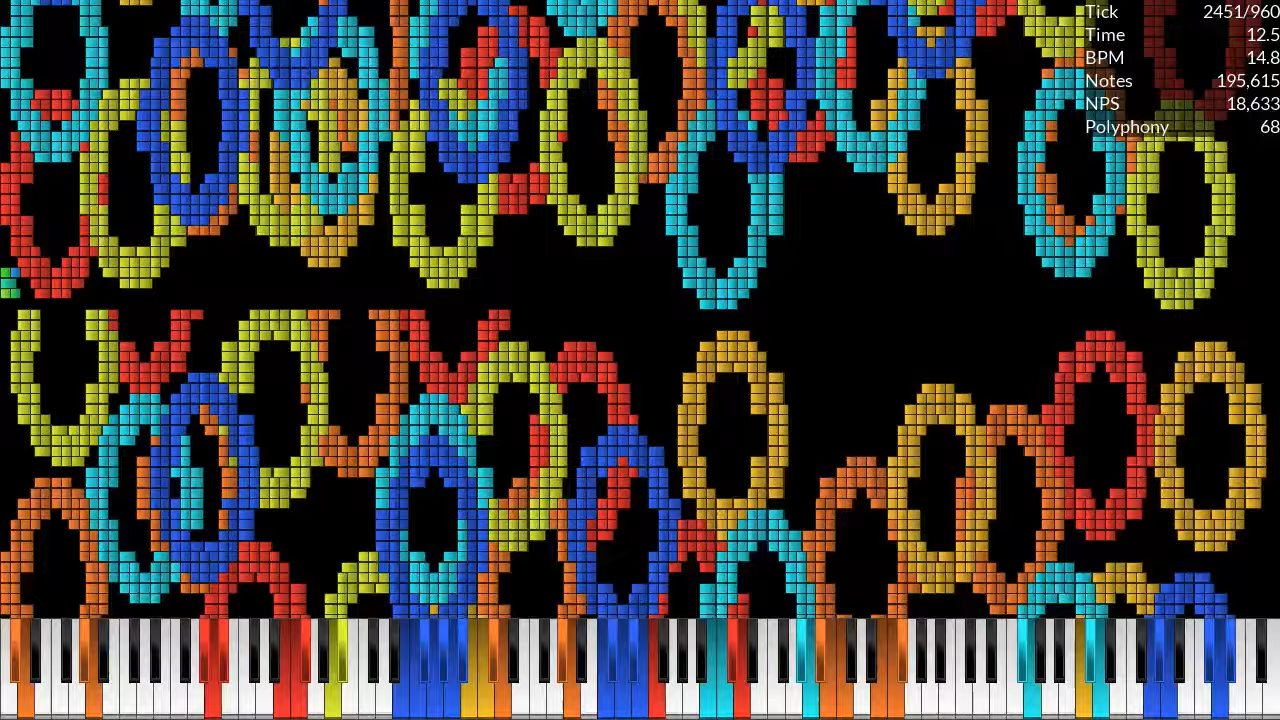 Tick 2451/960
Time 12.5
BPM 14.8
Notes 195,615
NPS 18,633
Polyphony 68